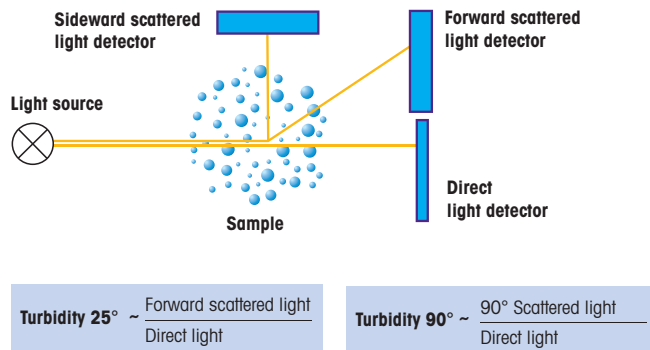 Sideward scattered
light detector
Forward scattered
light detector
Light source
Direct
light detector
Sample
Turbidity 25° ~ Forward scattered light
Direct light
Turbidity 90° ~ 90° Scattered light
Direct light